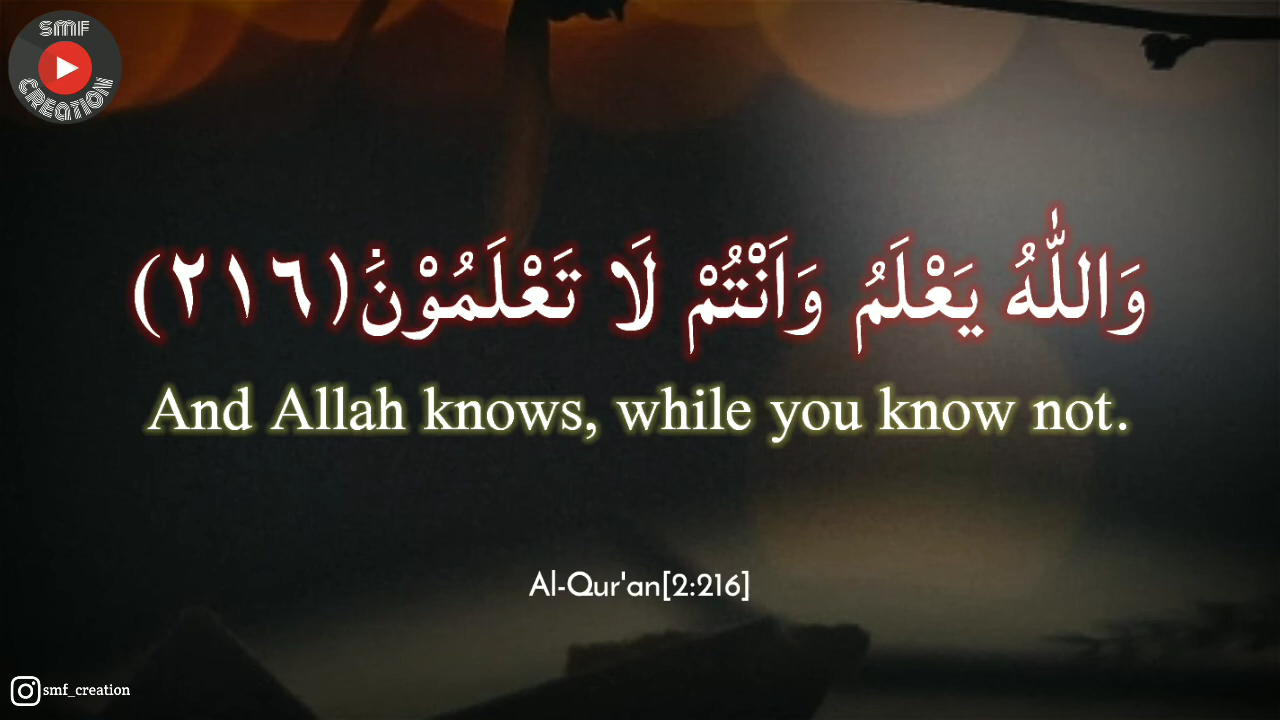 SMF
CREATION
وَاللّٰهُ يَعْلَمُ وَاَنْتُمْ لَا تَعْلَمُوْنَ۠(٢١٦)
And Allah knows, while you know not.
Al-Qur'an[2:216]
smf_creation